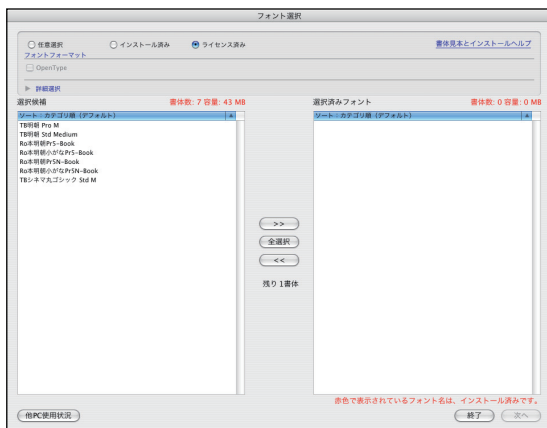 フォント選択
任意選択 インストール済み ライセンス済み 書体見本とインストールヘルプ
フォントフォーマット
OpenType
詳細選択
選択候補 書体数: 7 容量: 43 MB
ソート：カテゴリ順 (デフォルト)
TB明朝 Pro M
TB明朝 Std Medium
Ro本明朝Pr5-Book
Ro本明朝小がなPr5-Book
Ro本明朝Pr5N-Book
Ro本明朝小がなPr5N-Book
TBシネマ丸ゴシック Std M
>>
全選択
<<
残り 1書体
選択済みフォント 書体数: 0 容量: 0 MB
ソート：カテゴリ順 (デフォルト)
赤色で表示されているフォント名は、インストール済みです。
他PC使用状況 終了 次へ